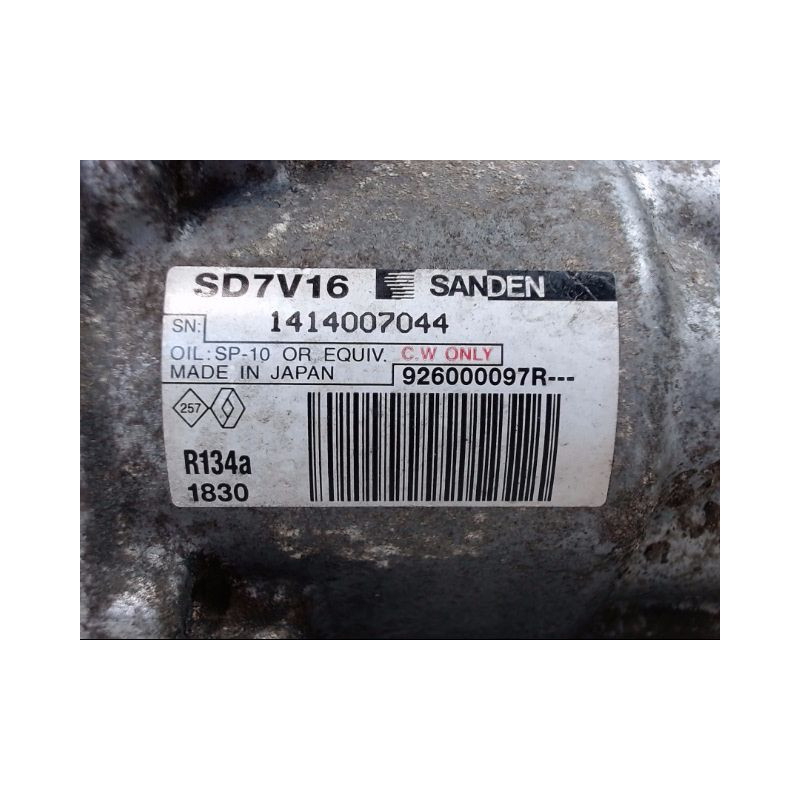 SD7V16 SANDEN
SN: 1414007044
OIL: SP-10 OR EQUIV. C.W ONLY
MADE IN JAPAN 926000097R---
257
R134a
1830